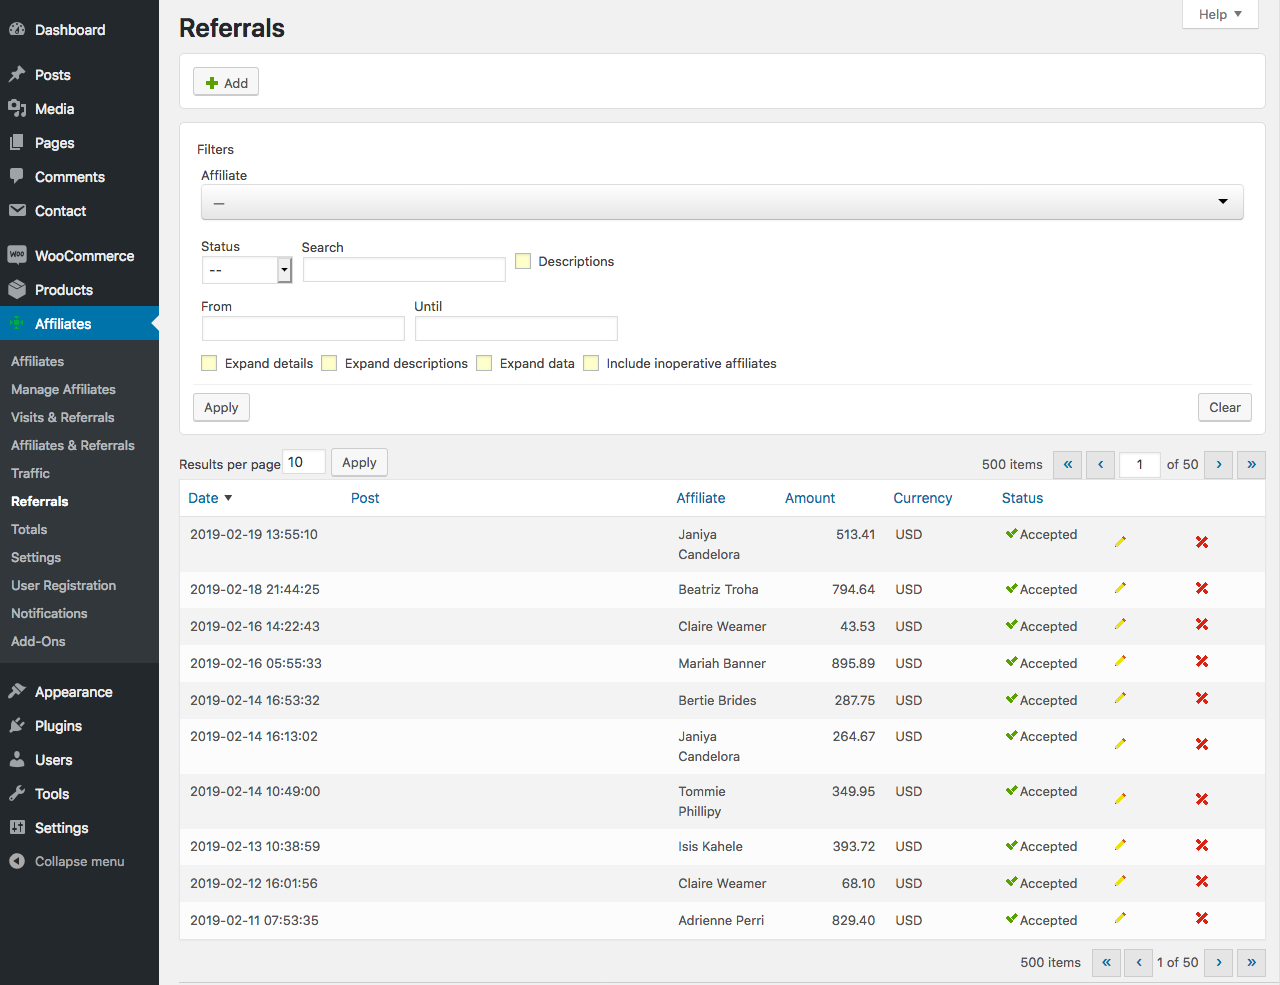 Dashboard
Posts
Media
Pages
Comments
Contact
WOO
WooCommerce
Products
Affiliates
Affiliates
Manage Affiliates
Visits & Referrals
Affiliates & Referrals
Traffic
Referrals
Totals
Settings
User Registration
Notifications
Add-Ons
Appearance
Plugins
Users
Tools
Settings
Collapse menu
Help
Referrals
Add
Filters
Affiliate
—
Status Search
-- Descriptions
From Until
Expand details Expand descriptions Expand data Include inoperative affiliates
Apply Clear
Results per page 10 Apply 500 items « ‹ 1 of 50 › »
Date Post Affiliate Amount Currency Status
2019-02-19 13:55:10 Janiya Candelora 513.41 USD Accepted
2019-02-18 21:44:25 Beatriz Troha 794.64 USD Accepted
2019-02-16 14:22:43 Claire Weamer 43.53 USD Accepted
2019-02-16 05:55:33 Mariah Banner 895.89 USD Accepted
2019-02-14 16:53:32 Bertie Brides 287.75 USD Accepted
2019-02-14 16:13:02 Janiya Candelora 264.67 USD Accepted
2019-02-14 10:49:00 Tommie Phillipy 349.95 USD Accepted
2019-02-13 10:38:59 Isis Kahele 393.72 USD Accepted
2019-02-12 16:01:56 Claire Weamer 68.10 USD Accepted
2019-02-11 07:53:35 Adrienne Perri 829.40 USD Accepted
500 items « ‹ 1 of 50 › »